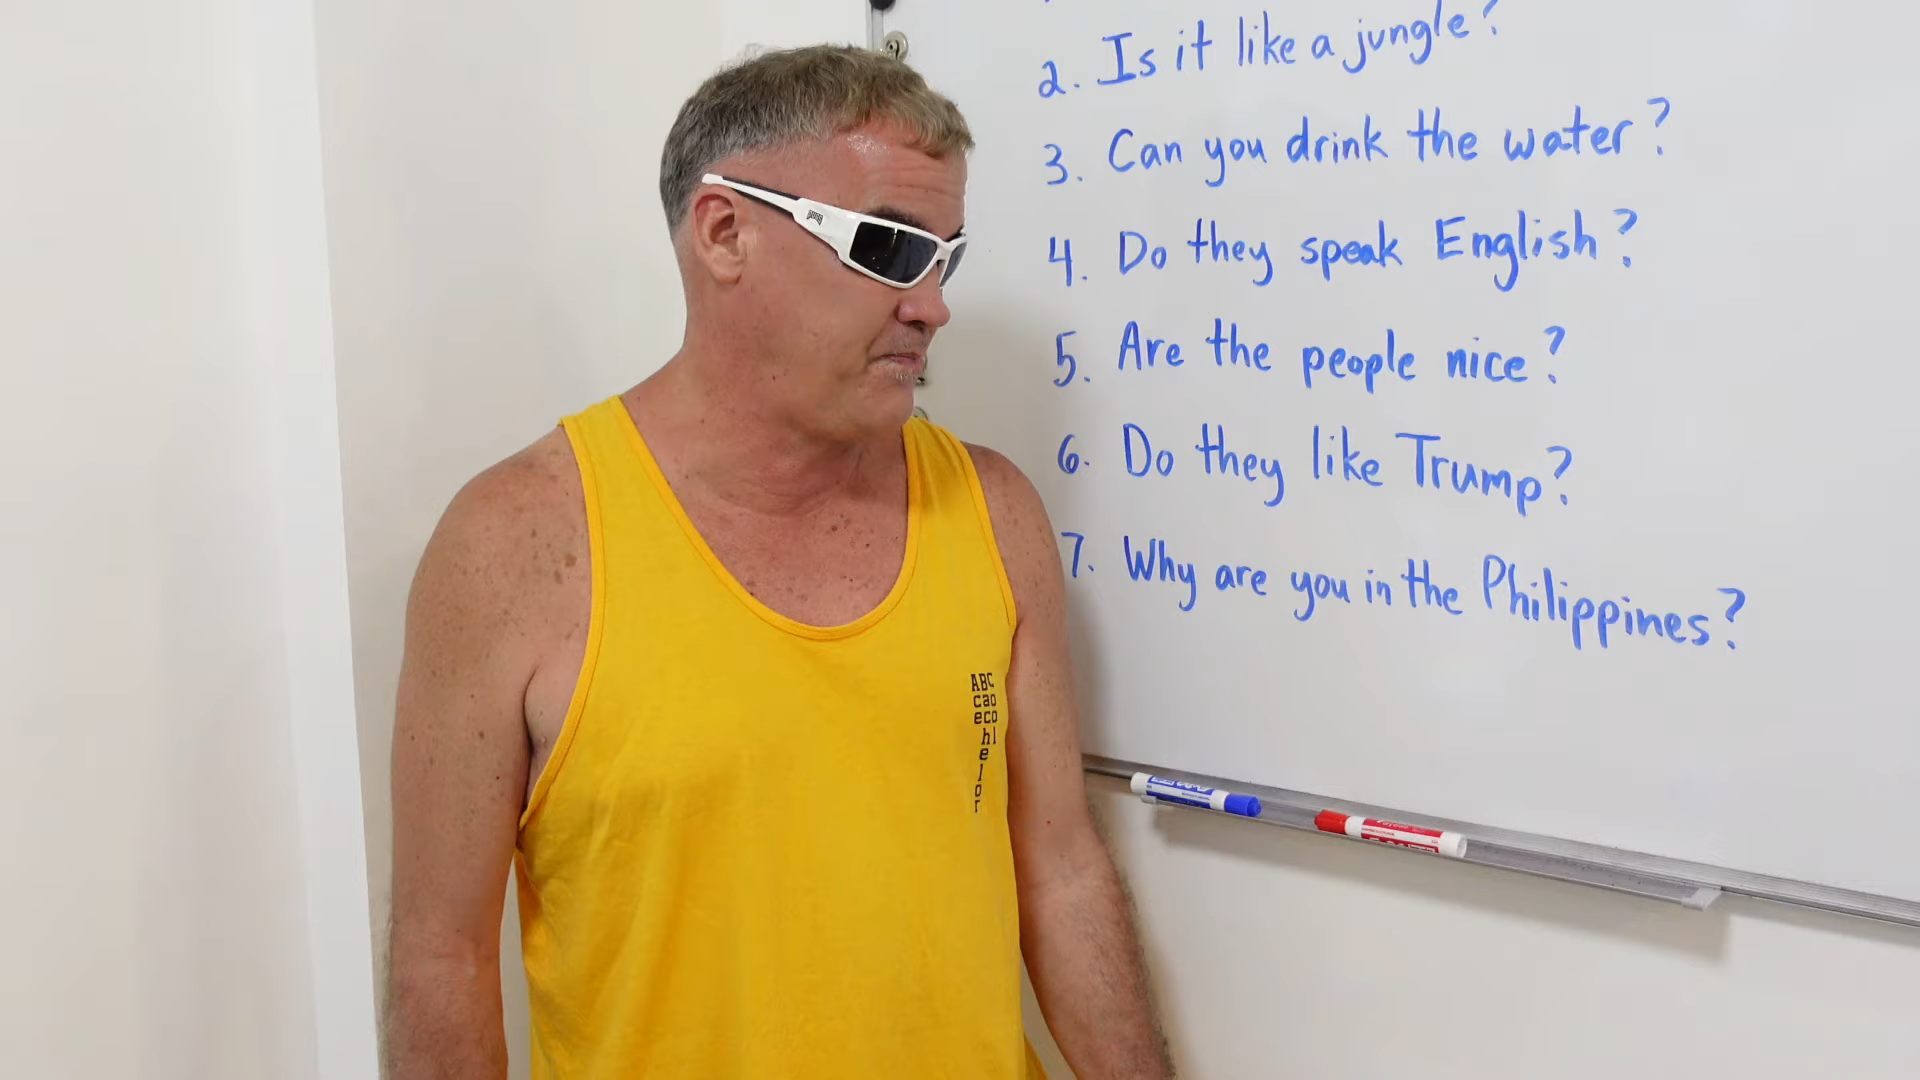 2. Is it like a jungle?
3. Can you drink the water?
4. Do they speak English?
5. Are the people nice?
6. Do they like Trump?
7. Why are you in the Philippines?
ABC
cao
eco
hl
e
l
o
r